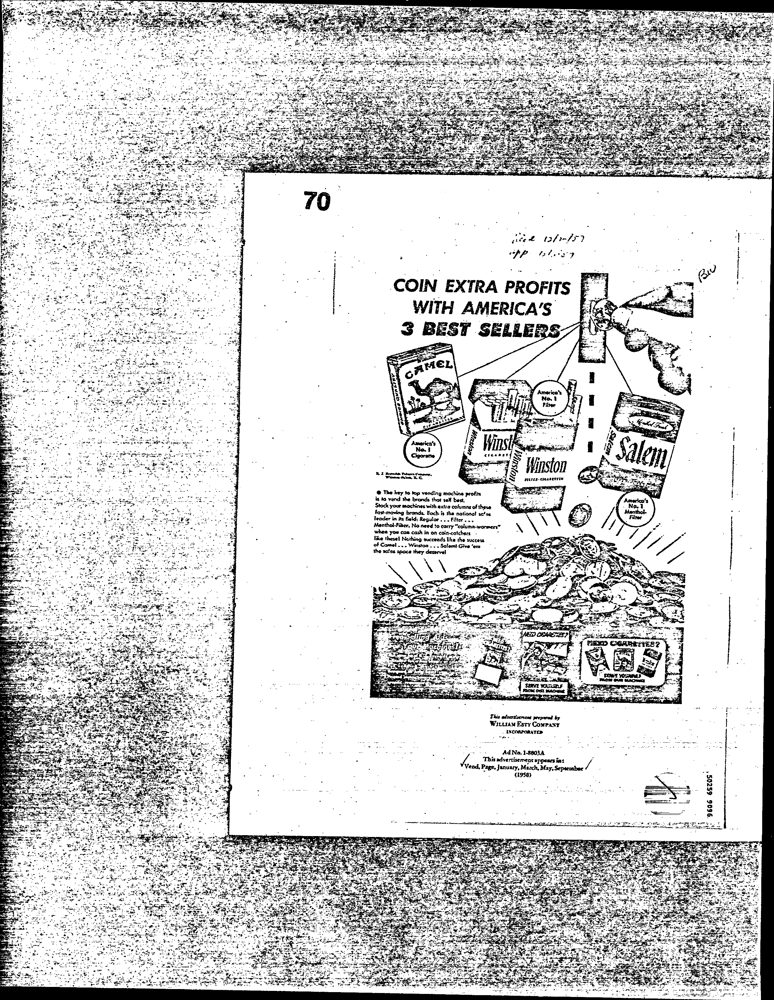 70
COIN EXTRA PROFITS
WITH AMERICA'S
3 BEST SELLERS
BW
CAMEL
America's
No. 1
Cigarette
America's
No. 1
Filter
Winst
Winston
FILTER-CIGARETTES
Salem
America's
No. 1
Menthol-
Filter
R. J. Reynolds Tobacco Company,
Winston-Salem, N. C.
The key to top vending machine profits
is to vend the brands that sell best.
Stock your machines with extra columns of these
fast-moving brands. Each is the national sales
leader in its field: Regular . . . Filter . . .
Menthol-Filter. No need to carry "column-warmers"
when you can cash in on coin-catchers
like these! Nothing succeeds like the success
of Camel . . . Winston . . . Salem! Give 'em
the sales space they deserve!
NEED CIGARETTES?
SERVE YOURSELF
FROM OUR MACHINE
NEED CIGARETTES?
SERVE YOURSELF
FROM OUR MACHINE
This advertisement prepared by
WILLIAM ESTY COMPANY
INCORPORATED
Ad No. 1-8803A
This advertisement appears in:
Vend, Page, January, March, May, September
(1958)
50259 9096